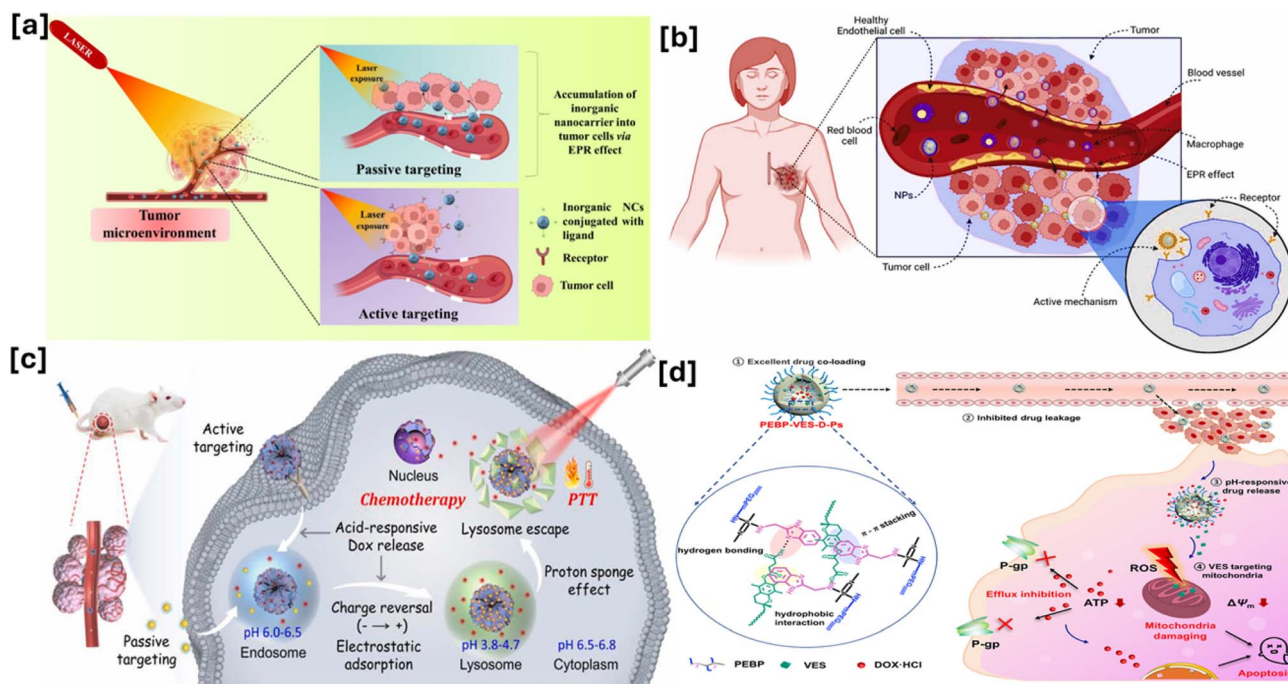 [a]
LASER
Laser
exposure
Passive targeting
Accumulation of
inorganic
nanocarrier into
tumor cells via
EPR effect
Tumor
microenvironment
Laser
exposure
Active targeting
Inorganic NCs
conjugated with
ligand
Receptor
Tumor cell
[b]
Healthy
Endothelial cell
Tumor
Blood vessel
Red blood
cell
Macrophage
NPs
EPR effect
Receptor
Tumor cell
Active mechanism
[c]
Active
targeting
Nucleus
Chemotherapy
PTT
Acid-responsive
Dox release
Lysosome escape
Proton sponge
effect
Charge reversal
(- → +)
Electrostatic
adsorption
Passive
targeting
pH 6.0-6.5
Endosome
pH 3.8-4.7
Lysosome
pH 6.5-6.8
Cytoplasm
[d]
① Excellent drug co-loading
PEBP-VES-D-Ps
② Inhibited drug leakage
③ pH-responsive
drug release
π - π stacking
hydrogen bonding
hydrophobic
interaction
④ VES targeting
mitochondria
ROS
P-gp
Efflux inhibition
ATP
ΔΨm
Mitochondria
damaging
P-gp
Apoptosis
PEBP
VES
DOX·HCl